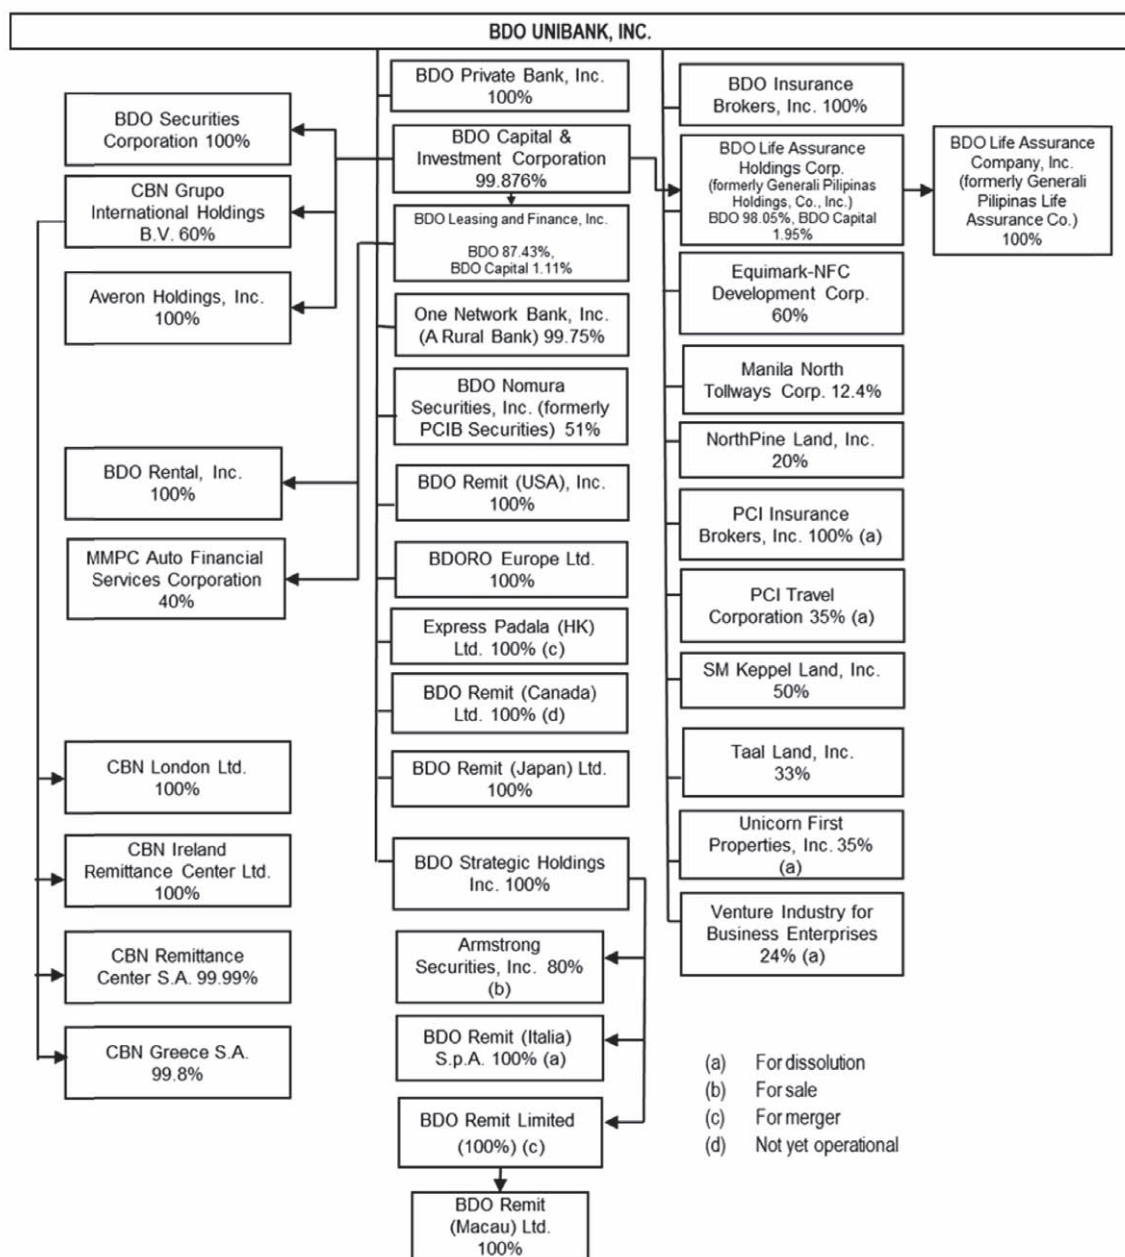 BDO UNIBANK, INC.
BDO Securities
Corporation 100%
CBN Grupo
International Holdings
B.V. 60%
Averon Holdings, Inc.
100%
BDO Rental, Inc.
100%
MMPC Auto Financial
Services Corporation
40%
CBN London Ltd.
100%
CBN Ireland
Remittance Center Ltd.
100%
CBN Remittance
Center S.A. 99.99%
CBN Greece S.A.
99.8%
BDO Private Bank, Inc.
100%
BDO Capital &
Investment Corporation
99.876%
BDO Leasing and Finance, Inc.
BDO 87.43%,
BDO Capital 1.11%
One Network Bank, Inc.
(A Rural Bank) 99.75%
BDO Nomura
Securities, Inc. (formerly
PCIB Securities) 51%
BDO Remit (USA), Inc.
100%
BDORO Europe Ltd.
100%
Express Padala (HK)
Ltd. 100% (c)
BDO Remit (Canada)
Ltd. 100% (d)
BDO Remit (Japan) Ltd.
100%
BDO Strategic Holdings
Inc. 100%
Armstrong
Securities, Inc. 80%
(b)
BDO Remit (Italia)
S.p.A. 100% (a)
BDO Remit Limited
(100%) (c)
BDO Remit
(Macau) Ltd.
100%
BDO Insurance
Brokers, Inc. 100%
BDO Life Assurance
Holdings Corp.
(formerly Generali Pilipinas
Holdings, Co., Inc.)
BDO 98.05%, BDO Capital
1.95%
Equimark-NFC
Development Corp.
60%
Manila North
Tollways Corp. 12.4%
NorthPine Land, Inc.
20%
PCI Insurance
Brokers, Inc. 100% (a)
PCI Travel
Corporation 35% (a)
SM Keppel Land, Inc.
50%
Taal Land, Inc.
33%
Unicorn First
Properties, Inc. 35%
(a)
Venture Industry for
Business Enterprises
24% (a)
BDO Life Assurance
Company, Inc.
(formerly Generali
Pilipinas Life
Assurance Co.)
100%
(a) For dissolution
(b) For sale
(c) For merger
(d) Not yet operational